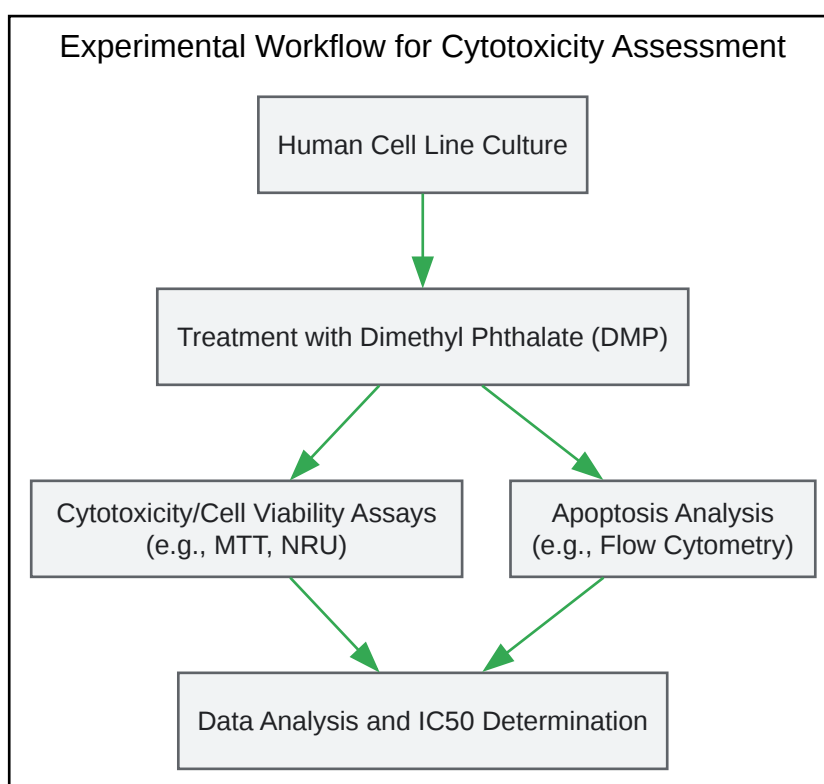 Experimental Workflow for Cytotoxicity Assessment
Human Cell Line Culture
Treatment with Dimethyl Phthalate (DMP)
Cytotoxicity/Cell Viability Assays
(e.g., MTT, NRU)
Apoptosis Analysis
(e.g., Flow Cytometry)
Data Analysis and IC50 Determination